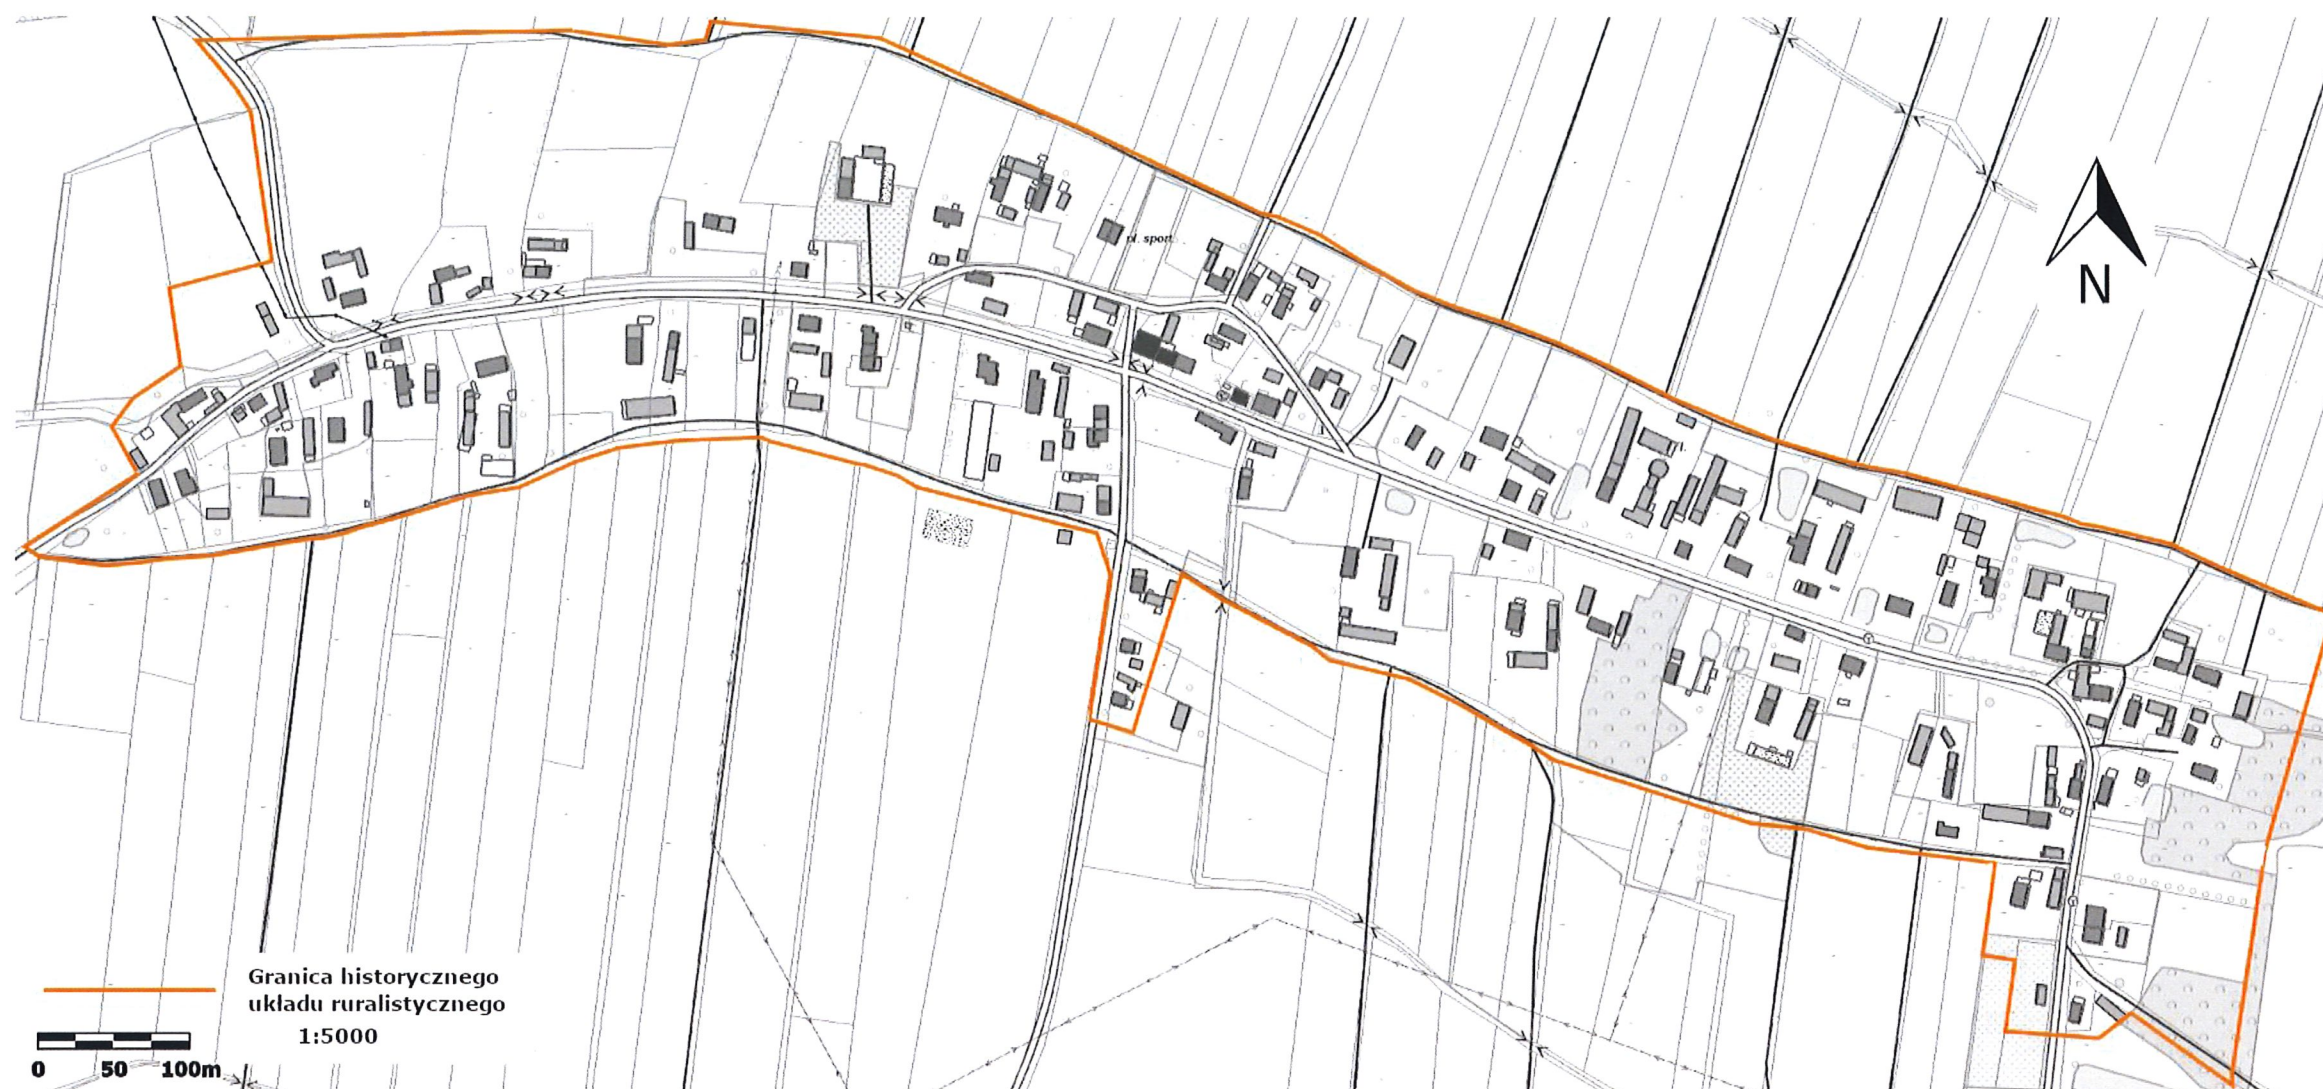 pl. sport.
N
Granica historycznego
układu ruralistycznego
1:5000
0 50 100m